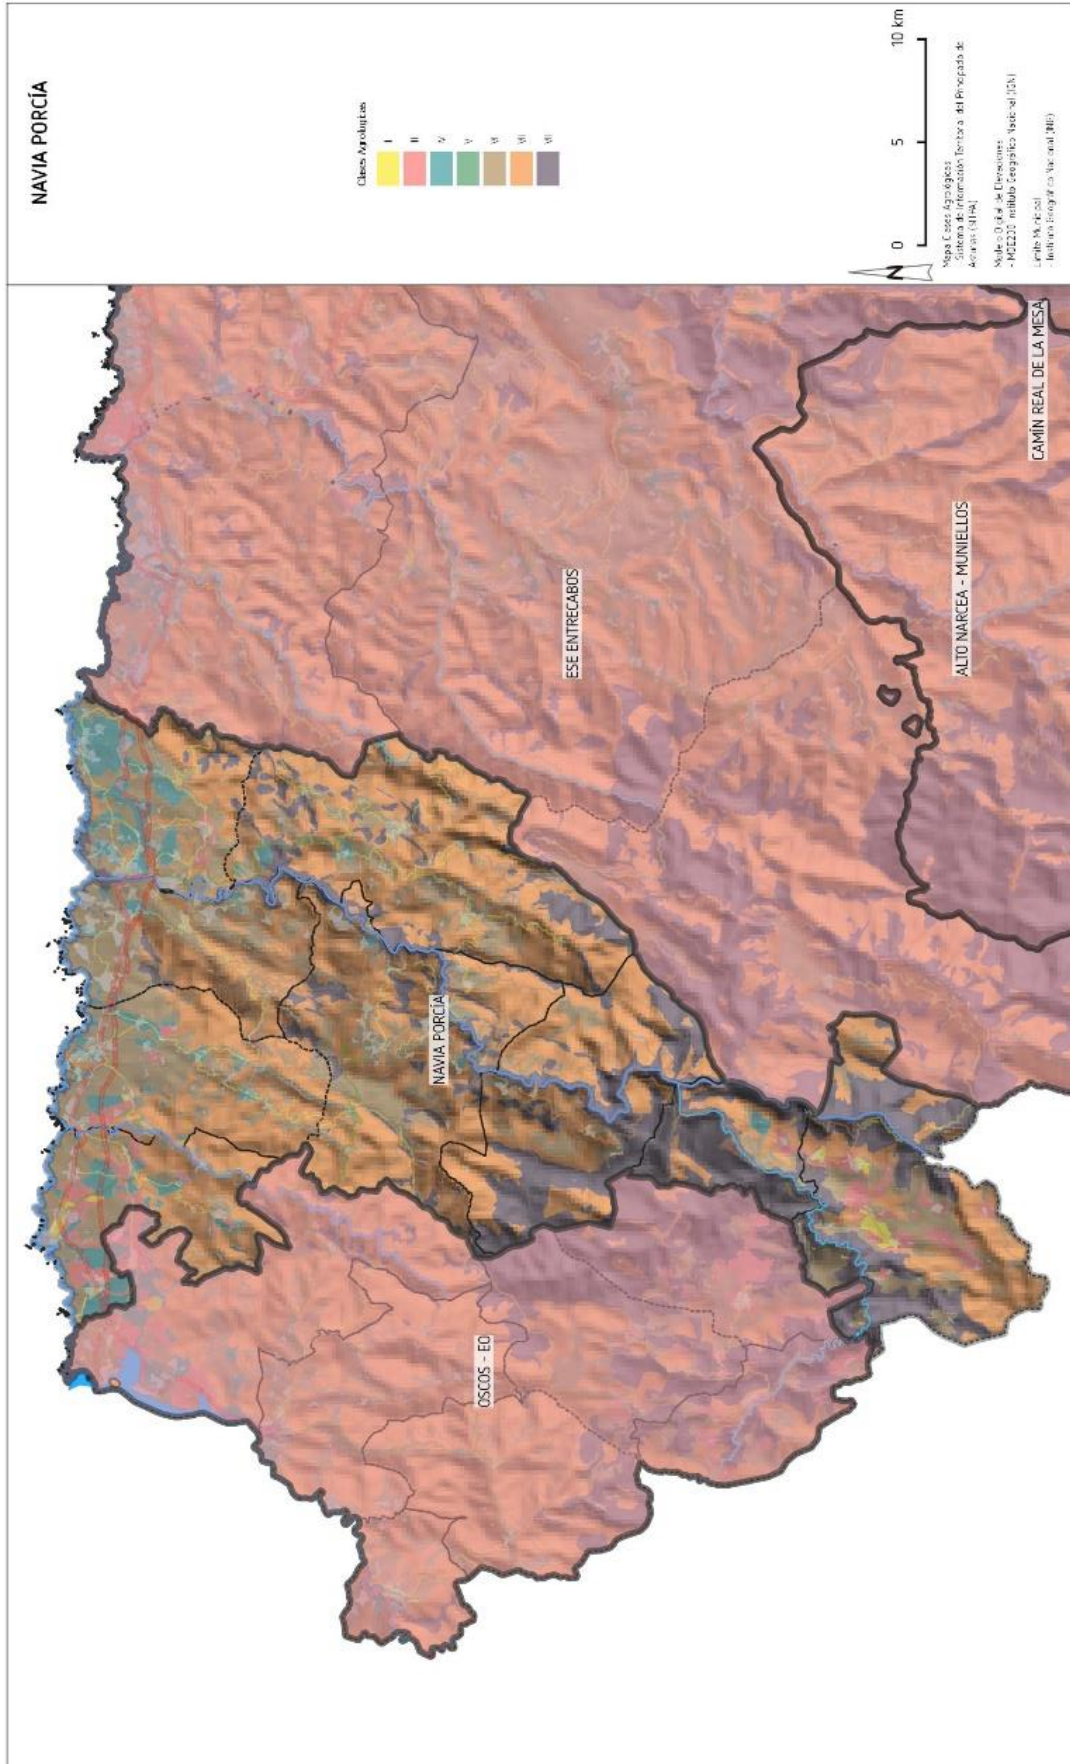 NAVIA PORCÍA
Clases Agrológicas
II
IV
V
VI
VII
VIII
0 5 10 km
N
Mapa Clases Agrológicas
Sistema de Información Territorial del Principado de
Asturias (SITPA)
Modelo Digital de Elevaciones
- MDE200 Instituto Geográfico Nacional (IGN)
Límite Municipal
- Instituto Geográfico Nacional (IGN)
OSCOS - EO
NAVIA PORCÍA
ESE ENTRECABOS
ALTO NARCEA - MUNIELLOS
CAMÍN REAL DE LA MESA